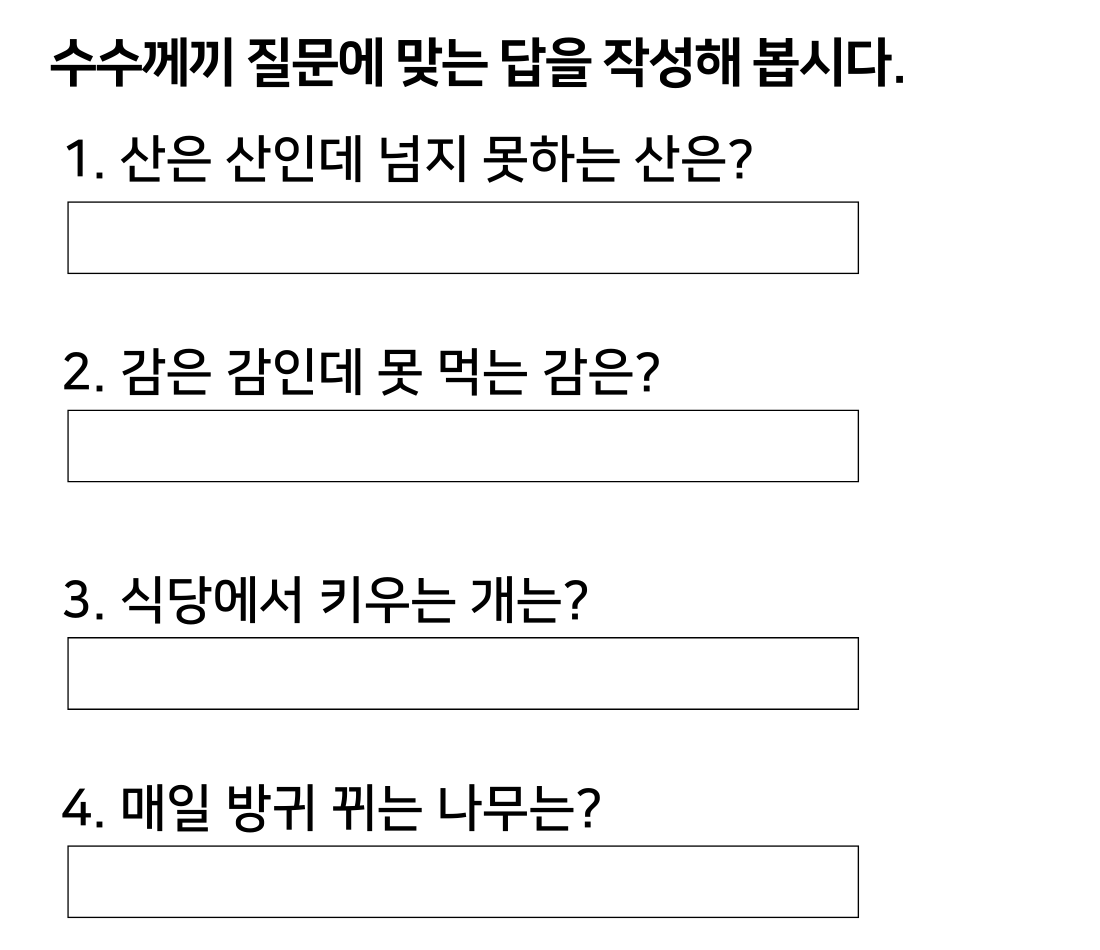 수수께끼 질문에 맞는 답을 작성해 봅시다.
1. 산은 산인데 넘지 못하는 산은?
2. 감은 감인데 못 먹는 감은?
3. 식당에서 키우는 개는?
4. 매일 방귀 뀌는 나무는?